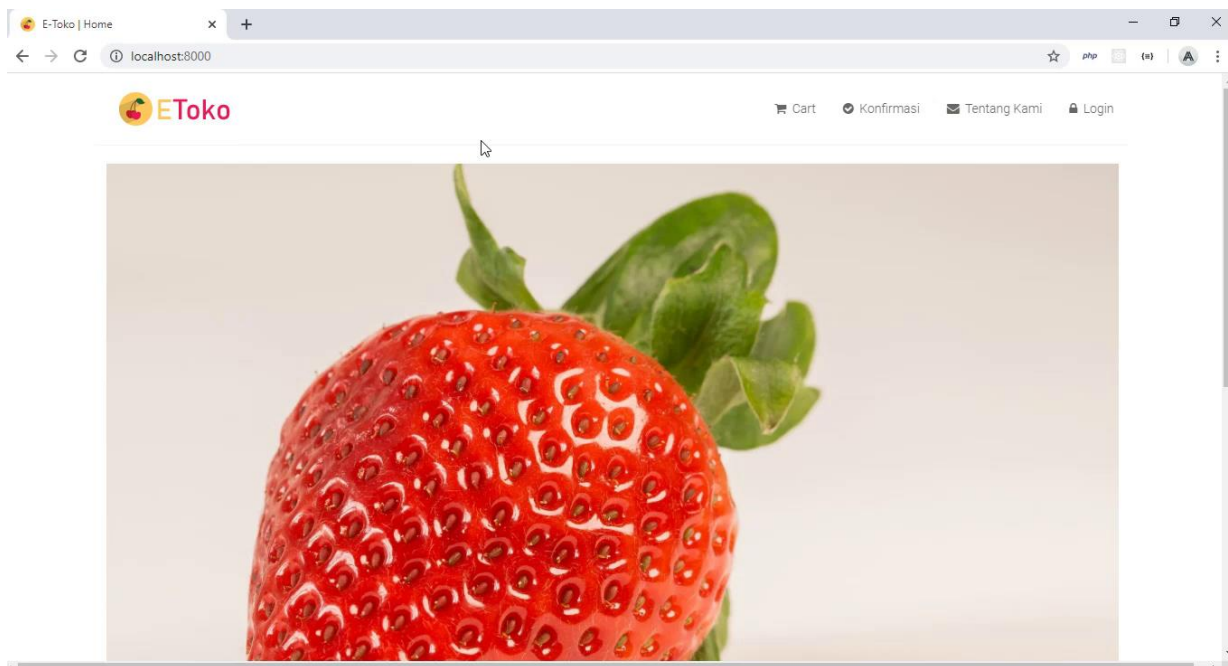 E-Toko | Home
localhost:8000
php
{=}
A
EToko
Cart Konfirmasi Tentang Kami Login